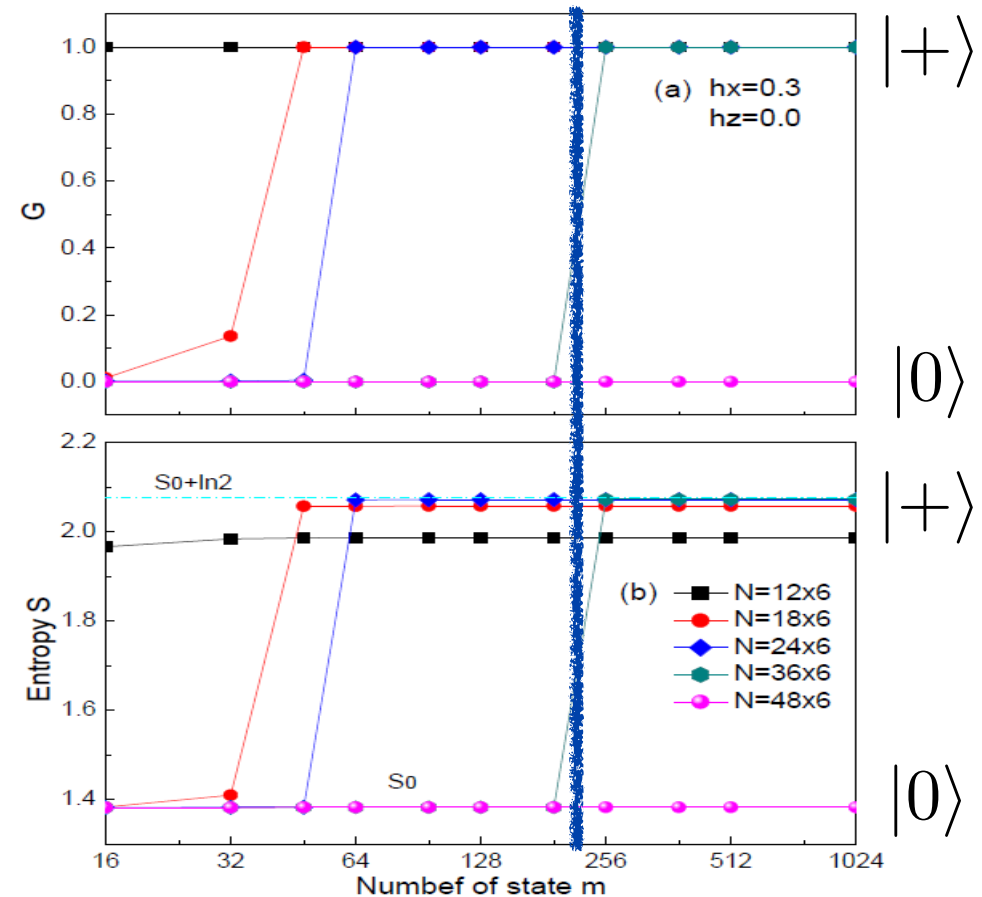 1.0
0.8
0.6
0.4
0.2
0.0
G
(a) hx=0.3
hz=0.0
|+⟩
|0⟩
2.2
2.0
1.8
1.6
1.4
Entropy S
S0+ln2
S0
(b)
N=12x6
N=18x6
N=24x6
N=36x6
N=48x6
|+⟩
|0⟩
16 32 64 128 256 512 1024
Numbef of state m